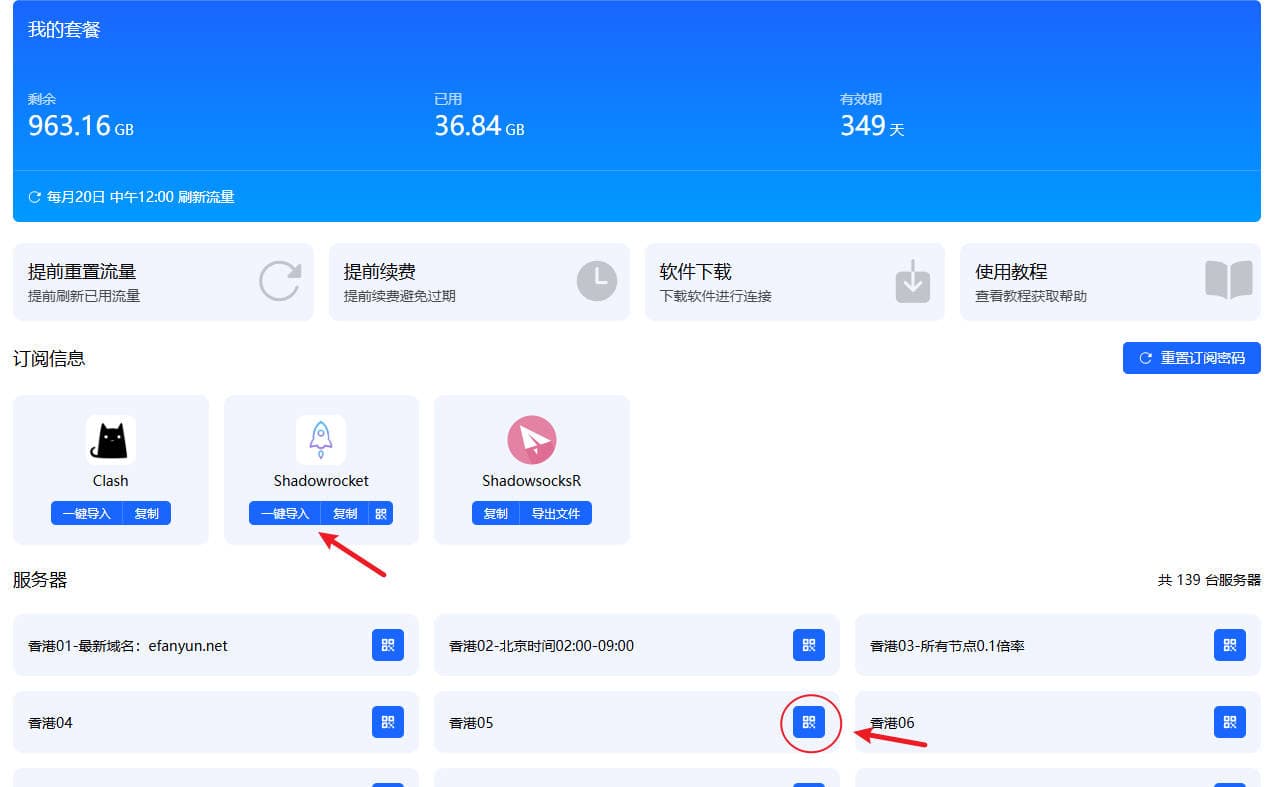 我的套餐
剩余 已用 有效期
963.16 GB 36.84 GB 349 天
每月20日 中午12:00 刷新流量
提前重置流量 提前续费 软件下载 使用教程
提前刷新已用流量 提前续费避免过期 下载软件进行连接 查看教程获取帮助
订阅信息 重置订阅密码
Clash Shadowrocket ShadowsocksR
一键导入 复制 一键导入 复制 复制 导出文件
服务器 共 139 台服务器
香港01-最新域名：efanyun.net 香港02-北京时间02:00-09:00 香港03-所有节点0.1倍率
香港04 香港05 香港06